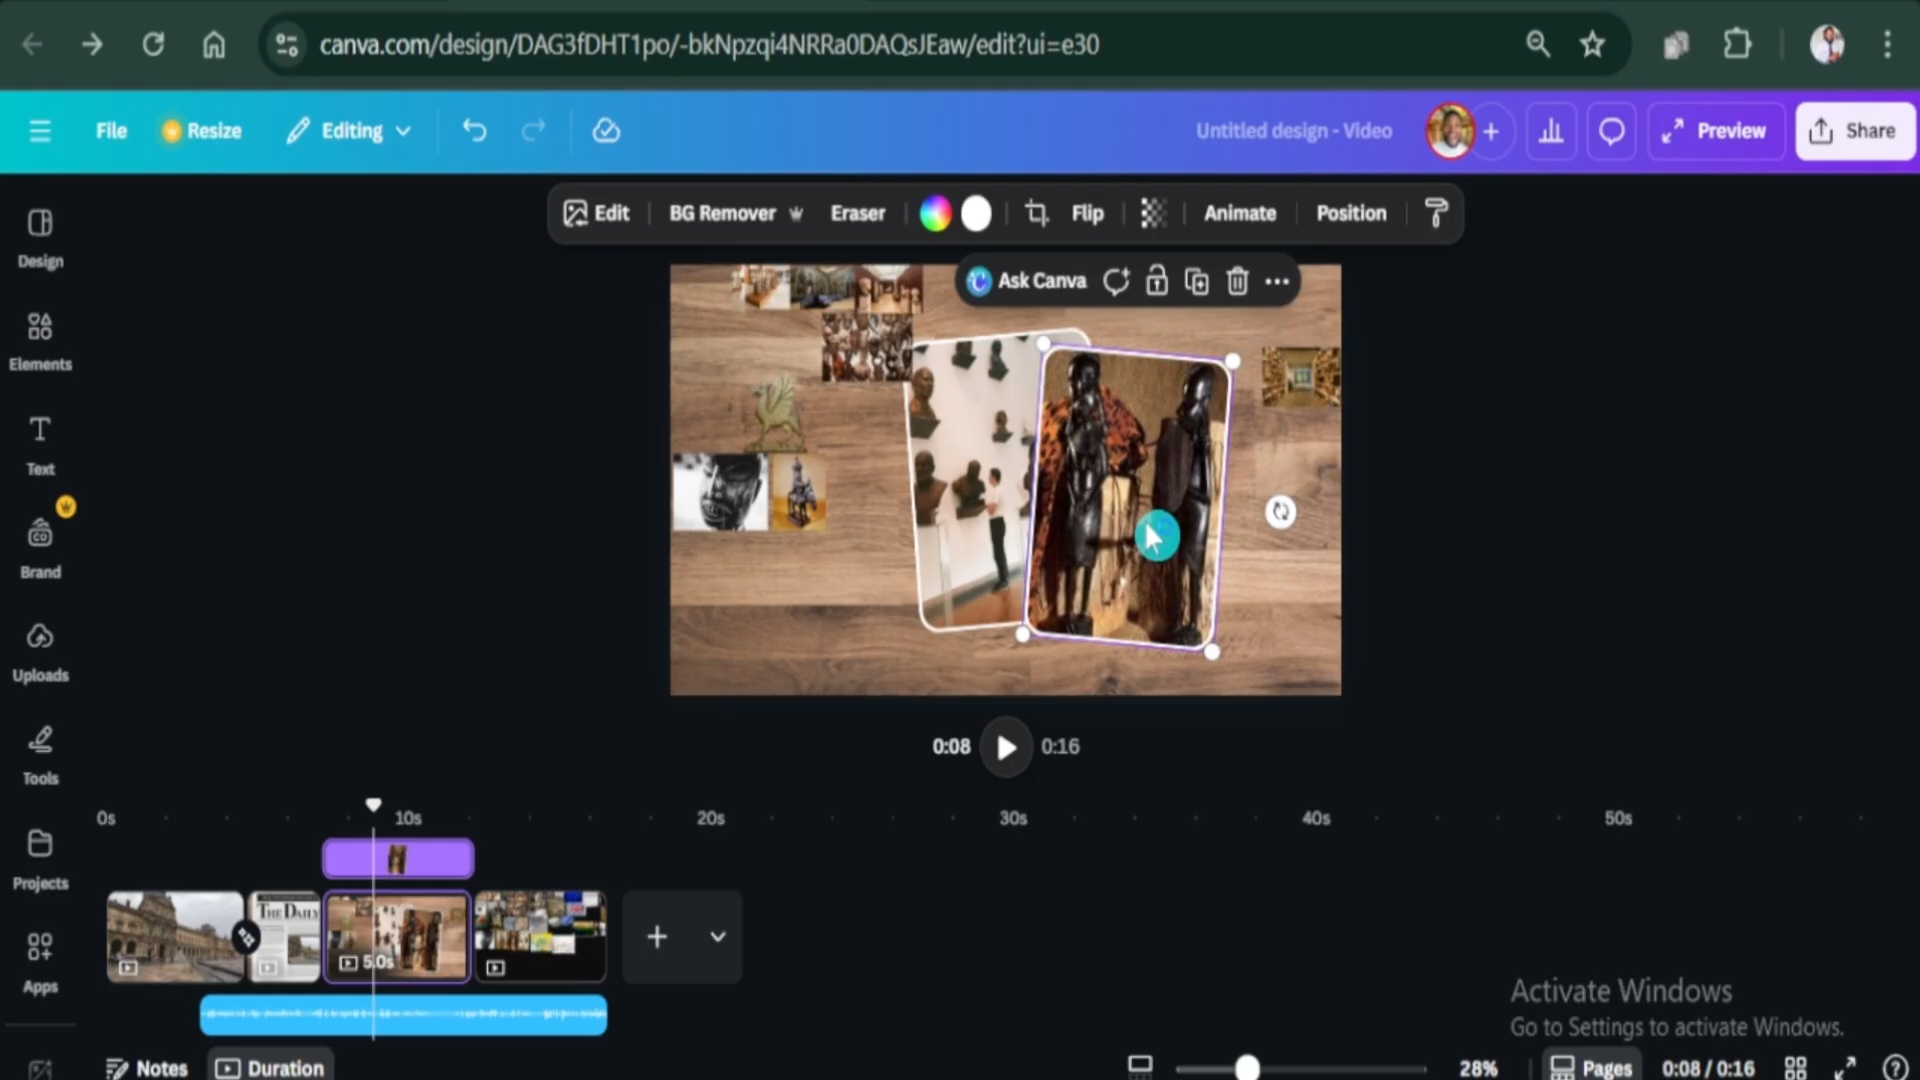 canva.com/design/DAG3fDHT1po/-bkNpzqi4NRRa0DAQsJEaw/edit?ui=e30
File Resize Editing Untitled design - Video + Preview Share
Edit BG Remover Eraser Flip Animate Position
Ask Canva
Design
Elements
Text
Brand
Uploads
Tools
Projects
Apps
0:08 0:16
0s 10s 20s 30s 40s 50s
THE DAILY
5.0s
Activate Windows
Go to Settings to activate Windows.
Notes Duration 28% Pages 0:08 / 0:16